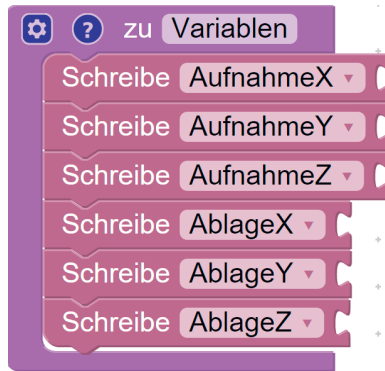 ? zu Variablen
Schreibe AufnahmeX
Schreibe AufnahmeY
Schreibe AufnahmeZ
Schreibe AblageX
Schreibe AblageY
Schreibe AblageZ